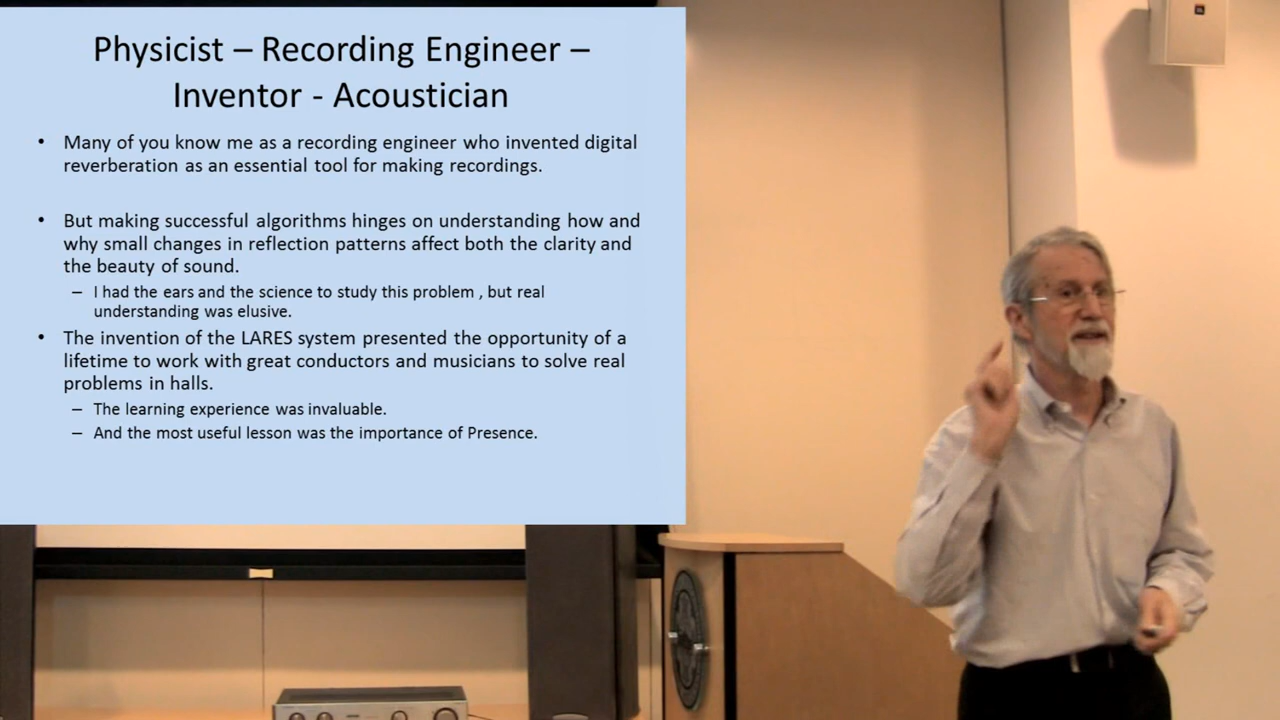 Physicist – Recording Engineer –
Inventor - Acoustician
• Many of you know me as a recording engineer who invented digital
reverberation as an essential tool for making recordings.
• But making successful algorithms hinges on understanding how and
why small changes in reflection patterns affect both the clarity and
the beauty of sound.
– I had the ears and the science to study this problem , but real
understanding was elusive.
• The invention of the LARES system presented the opportunity of a
lifetime to work with great conductors and musicians to solve real
problems in halls.
– The learning experience was invaluable.
– And the most useful lesson was the importance of Presence.